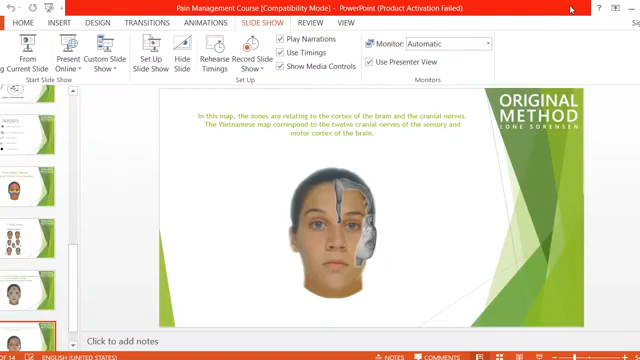 Pain Management Course [Compatibility Mode] - PowerPoint (Product Activation Failed)
HOME INSERT DESIGN TRANSITIONS ANIMATIONS SLIDE SHOW REVIEW VIEW
From
Current Slide
Present
Online
Custom Slide
Show
Set Up
Slide Show
Hide
Slide
Rehearse
Timings
Record Slide
Show
Play Narrations
Use Timings
Show Media Controls
Monitor: Automatic
Use Presenter View
Start Slide Show
Set Up
Monitors
In this map, the zones are relating to the cortex of the brain and the cranial nerves.
The Vietnamese map correspond to the twelve cranial nerves of the sensory and
motor cortex of the brain.
ORIGINAL
METHOD
LONE SORENSEN
Click to add notes
OF 14
ENGLISH (UNITED STATES)
NOTES
COMMENTS